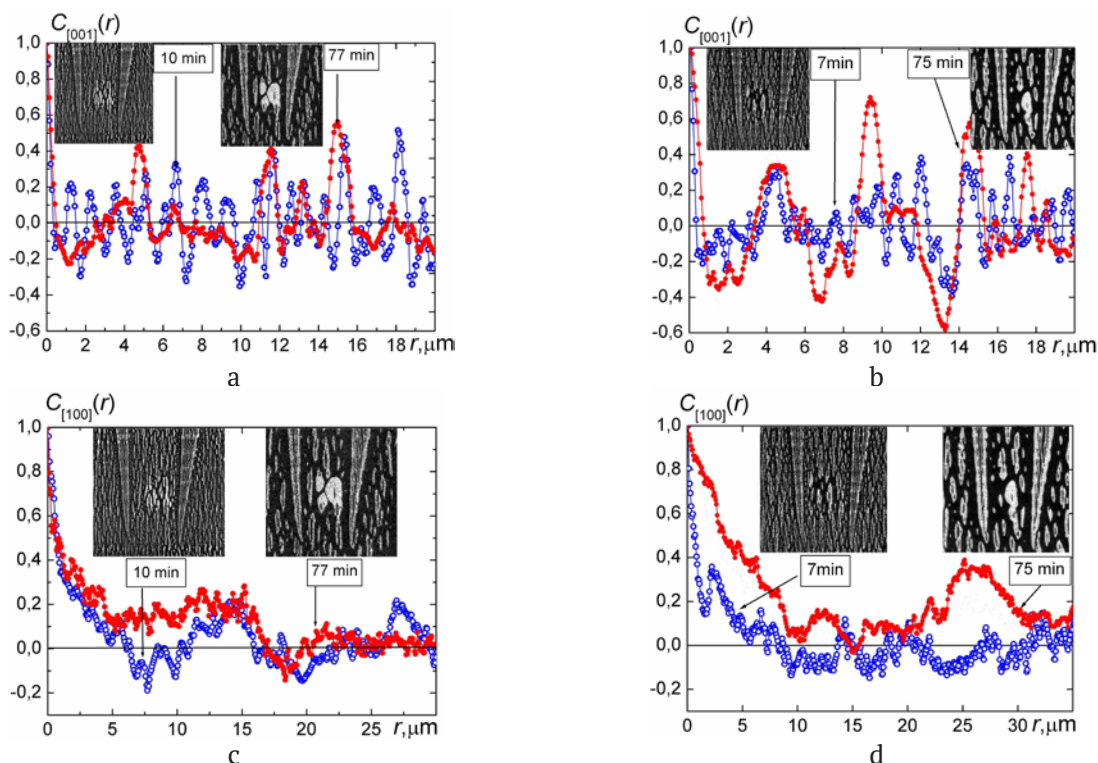 C[001](r)
1,0
0,8
0,6
0,4
0,2
0,0
-0,2
-0,4
-0,6
10 min
77 min
0 2 4 6 8 10 12 14 16 18
r,μm
a
C[001](r)
1,0
0,8
0,6
0,4
0,2
0,0
-0,2
-0,4
-0,6
7min
75 min
0 2 4 6 8 10 12 14 16 18
r,μm
b
C[100](r)
1,0
0,8
0,6
0,4
0,2
0,0
-0,2
10 min
77 min
0 5 10 15 20 25
r,μm
c
C[100](r)
1,0
0,8
0,6
0,4
0,2
0,0
-0,2
7min
75 min
0 5 10 15 20 25 30
r,μm
d